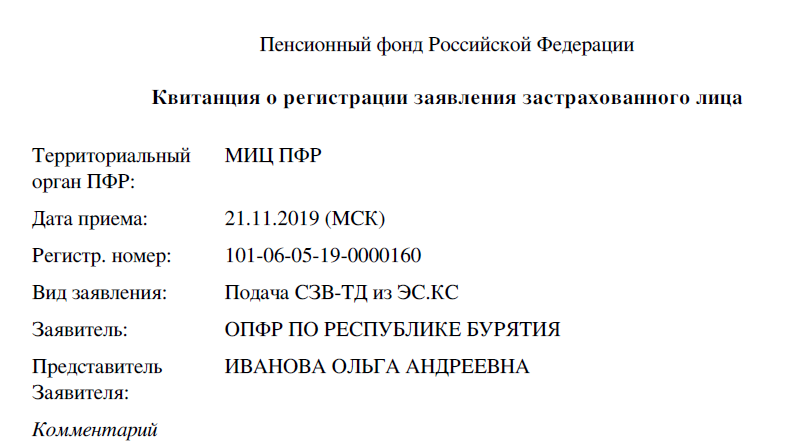 Пенсионный фонд Российской Федерации
Квитанция о регистрации заявления застрахованного лица
Территориальный МИЦ ПФР
орган ПФР:
Дата приема: 21.11.2019 (МСК)
Регистр. номер: 101-06-05-19-0000160
Вид заявления: Подача СЗВ-ТД из ЭС.КС
Заявитель: ОПФР ПО РЕСПУБЛИКЕ БУРЯТИЯ
Представитель ИВАНОВА ОЛЬГА АНДРЕЕВНА
Заявителя:
Комментарий